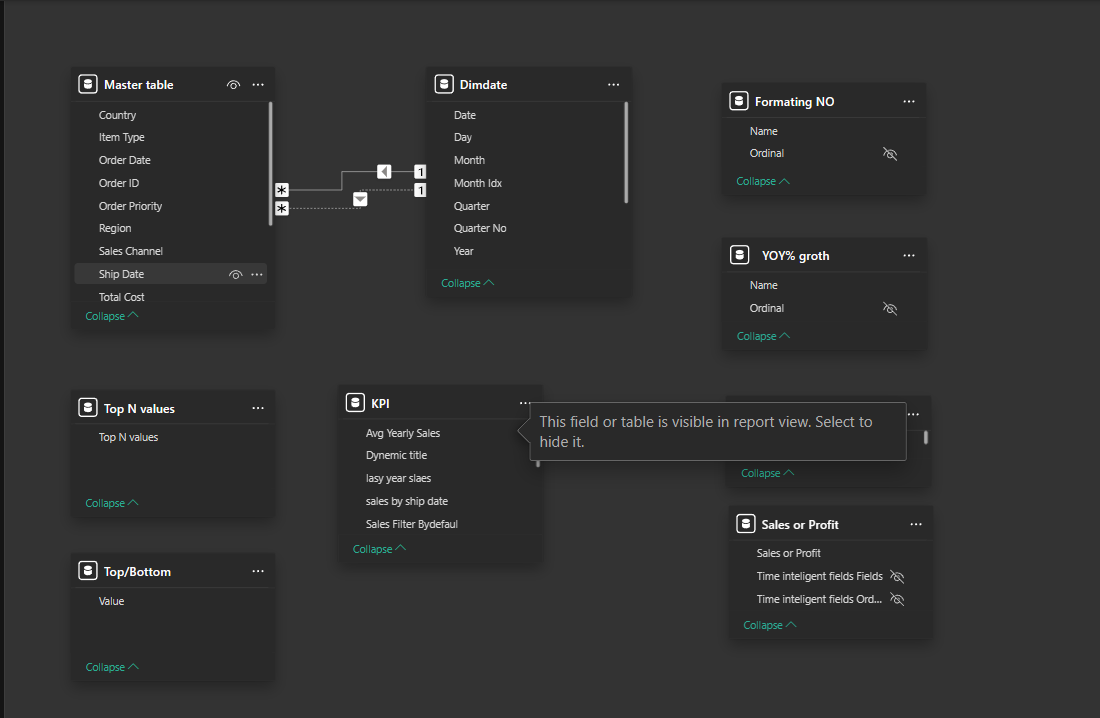 Master table
Country
Item Type
Order Date
Order ID
Order Priority
Region
Sales Channel
Ship Date
Total Cost
Collapse
*
*
1
1
Dimdate
Date
Day
Month
Month Idx
Quarter
Quarter No
Year
Collapse
Formating NO
Name
Ordinal
Collapse
YOY% groth
Name
Ordinal
Collapse
Top N values
Top N values
Collapse
KPI
Avg Yearly Sales
Dynemic title
lasy year slaes
sales by ship date
Sales Filter Bydefaul
Collapse
This field or table is visible in report view. Select to
hide it.
Collapse
Top/Bottom
Value
Collapse
Sales or Profit
Sales or Profit
Time inteligent fields Fields
Time inteligent fields Ord...
Collapse